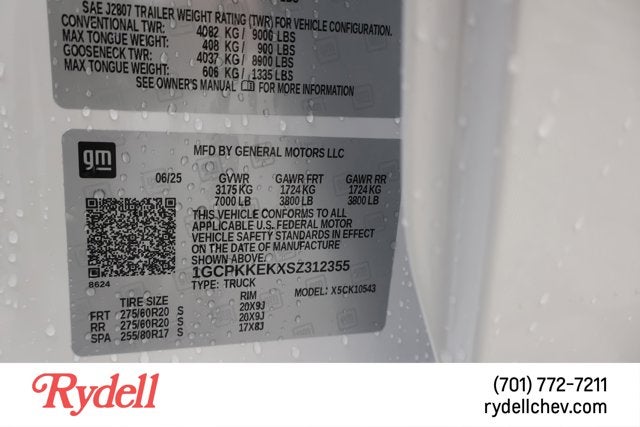 SAE J2807 TRAILER WEIGHT RATING (TWR) FOR VEHICLE CONFIGURATION.
CONVENTIONAL TWR: 4082 KG / 9000 LBS
MAX TONGUE WEIGHT: 408 KG / 900 LBS
GOOSENECK TWR: 4037 KG / 8900 LBS
MAX TONGUE WEIGHT: 606 KG / 1335 LBS
SEE OWNER'S MANUAL FOR MORE INFORMATION
gm
MFD BY GENERAL MOTORS LLC
06/25 GVWR GAWR FRT GAWR RR
3175 KG 1724 KG 1724 KG
7000 LB 3800 LB 3800 LB
THIS VEHICLE CONFORMS TO ALL
APPLICABLE U.S. FEDERAL MOTOR
VEHICLE SAFETY STANDARDS IN EFFECT
ON THE DATE OF MANUFACTURE
SHOWN ABOVE.
8624
1GCPKKEKXSZ312355
TYPE: TRUCK MODEL: X5CK10543
TIRE SIZE RIM
FRT 275/60R20 S 20X9J
RR 275/60R20 S 20X9J
SPA 255/80R17 S 17X8J
Rydell
(701) 772-7211
rydellchev.com